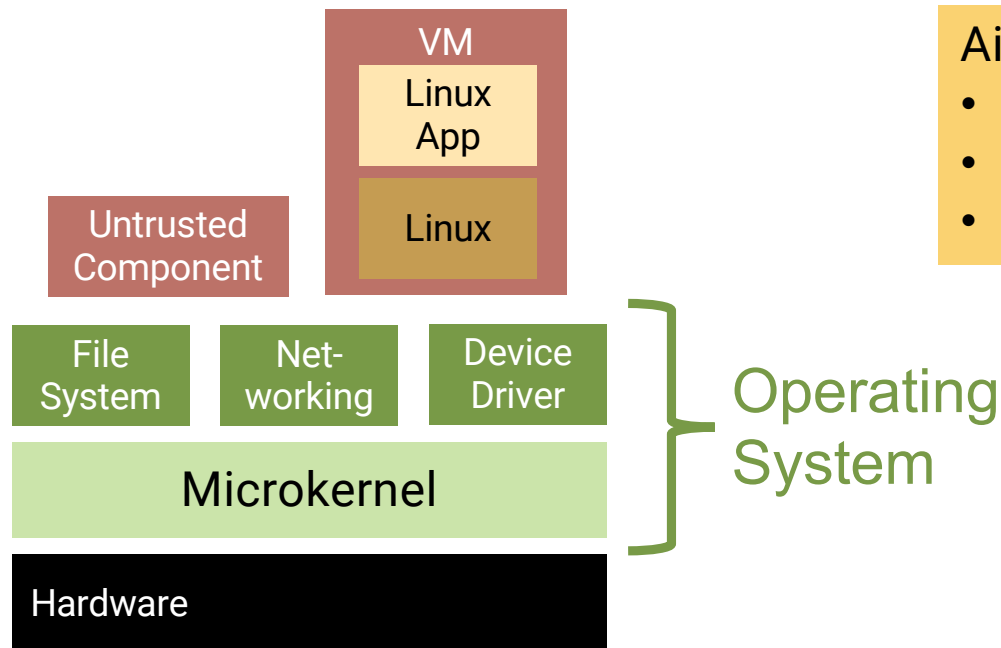 VM
Linux
App
Linux
Untrusted
Component
File
System
Net-
working
Device
Driver
Microkernel
Hardware
Operating
System
Ai
•
•
•